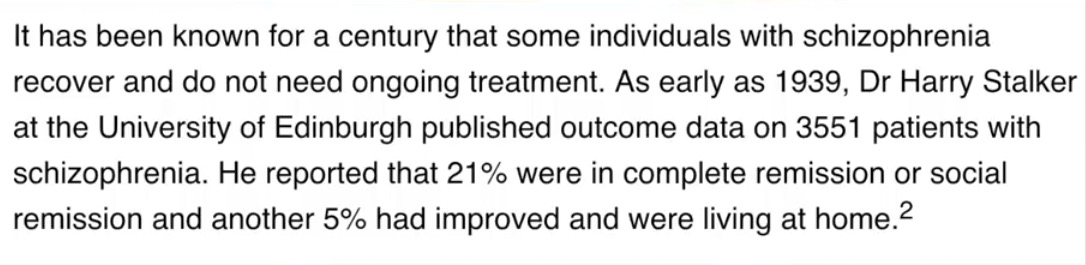 It has been known for a century that some individuals with schizophrenia
recover and do not need ongoing treatment. As early as 1939, Dr Harry Stalker
at the University of Edinburgh published outcome data on 3551 patients with
schizophrenia. He reported that 21% were in complete remission or social
remission and another 5% had improved and were living at home.2